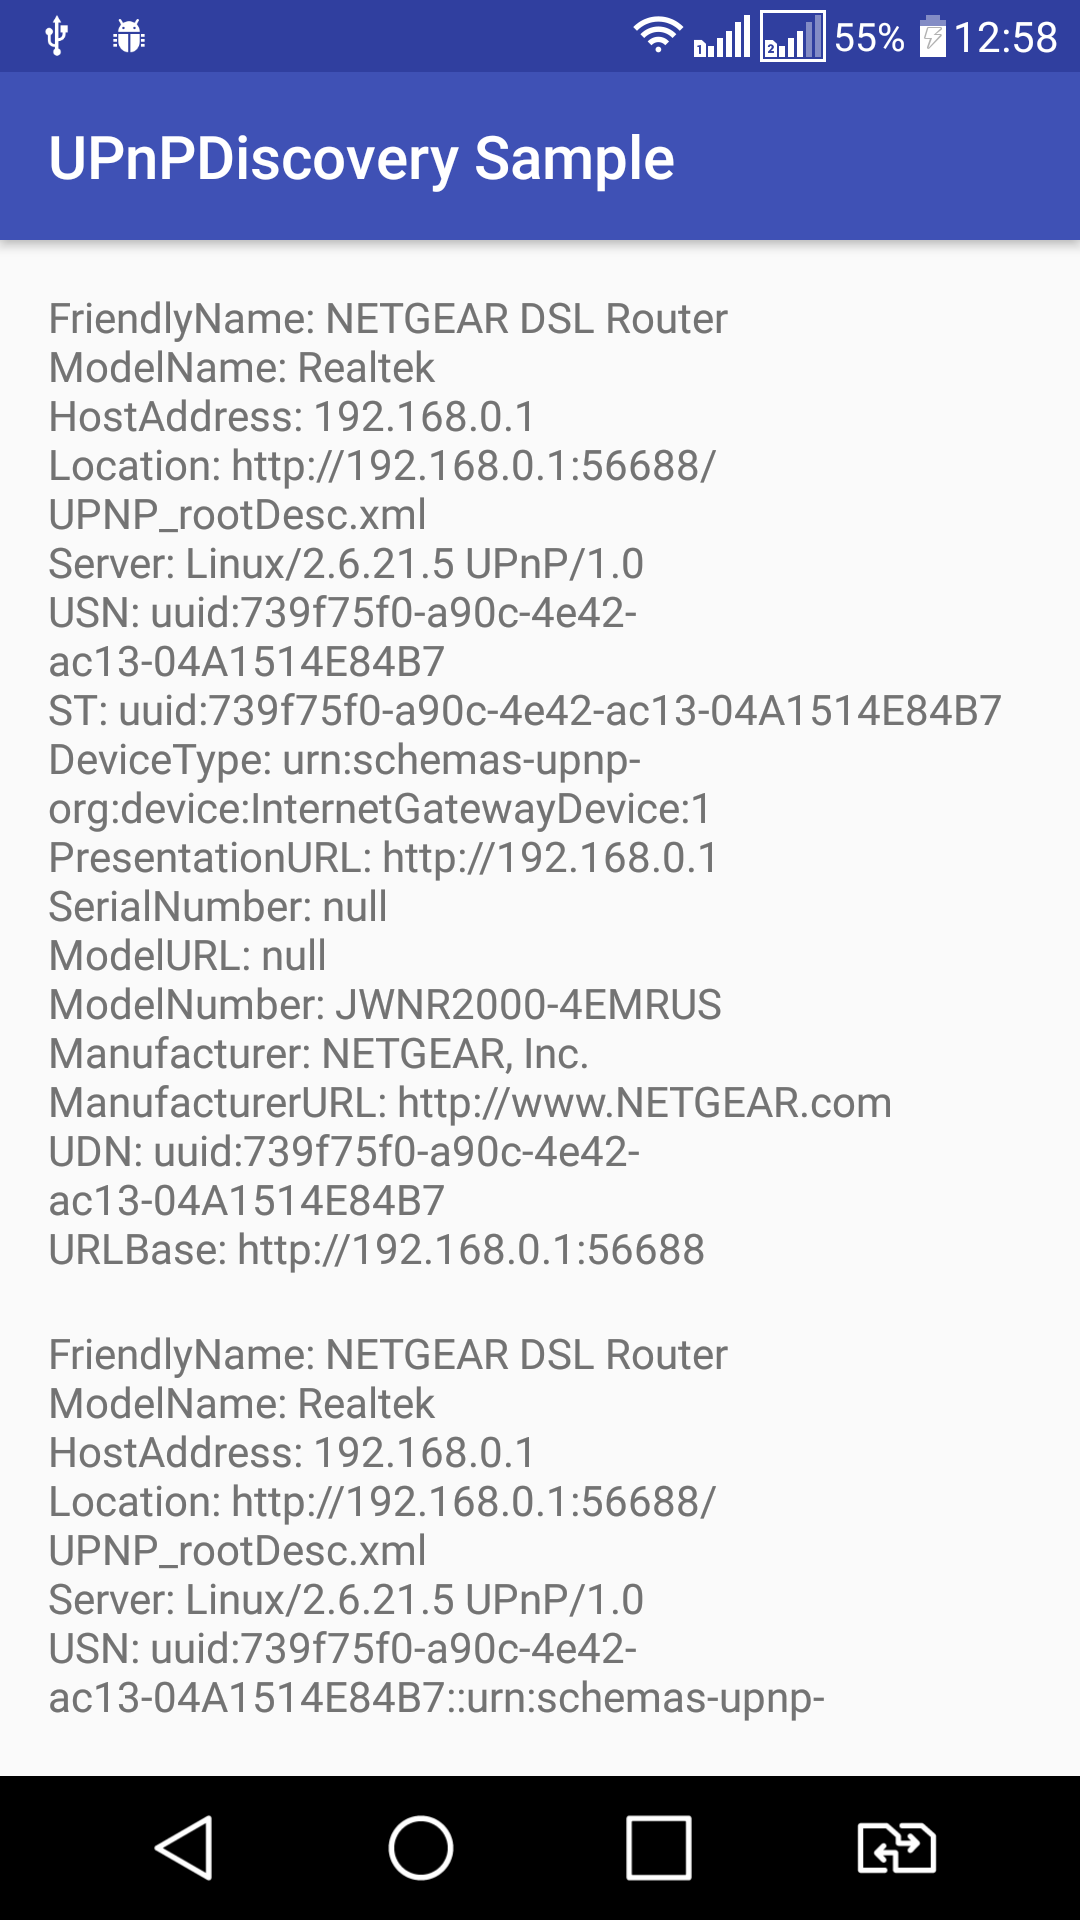 1 2 55% 12:58
UPnPDiscovery Sample
FriendlyName: NETGEAR DSL Router
ModelName: Realtek
HostAddress: 192.168.0.1
Location: http://192.168.0.1:56688/
UPNP_rootDesc.xml
Server: Linux/2.6.21.5 UPnP/1.0
USN: uuid:739f75f0-a90c-4e42-
ac13-04A1514E84B7
ST: uuid:739f75f0-a90c-4e42-ac13-04A1514E84B7
DeviceType: urn:schemas-upnp-
org:device:InternetGatewayDevice:1
PresentationURL: http://192.168.0.1
SerialNumber: null
ModelURL: null
ModelNumber: JWNR2000-4EMRUS
Manufacturer: NETGEAR, Inc.
ManufacturerURL: http://www.NETGEAR.com
UDN: uuid:739f75f0-a90c-4e42-
ac13-04A1514E84B7
URLBase: http://192.168.0.1:56688
FriendlyName: NETGEAR DSL Router
ModelName: Realtek
HostAddress: 192.168.0.1
Location: http://192.168.0.1:56688/
UPNP_rootDesc.xml
Server: Linux/2.6.21.5 UPnP/1.0
USN: uuid:739f75f0-a90c-4e42-
ac13-04A1514E84B7::urn:schemas-upnp-